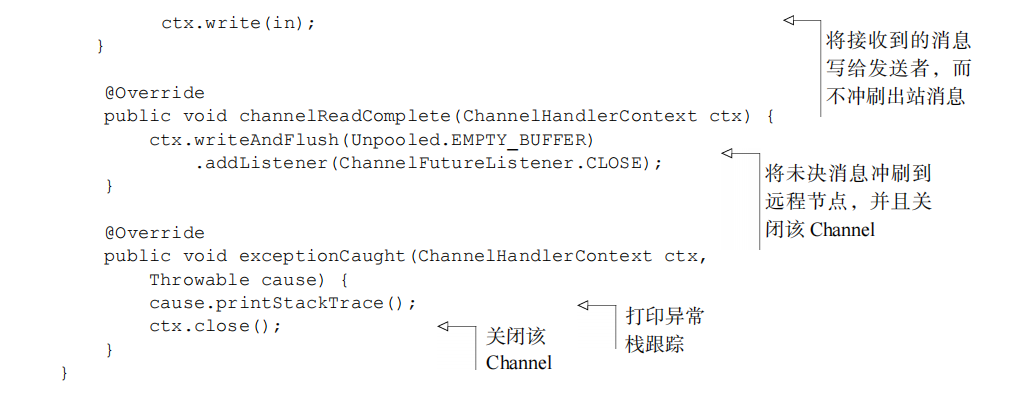 ctx.write(in);
}
将接收到的消息
写给发送者，而
不冲刷出站消息
@Override
public void channelReadComplete(ChannelHandlerContext ctx) {
ctx.writeAndFlush(Unpooled.EMPTY_BUFFER)
.addListener(ChannelFutureListener.CLOSE);
}
将未决消息冲刷到
远程节点，并且关
闭该 Channel
@Override
public void exceptionCaught(ChannelHandlerContext ctx,
Throwable cause) {
cause.printStackTrace();
ctx.close();
}
打印异常
栈跟踪
关闭该
Channel
}